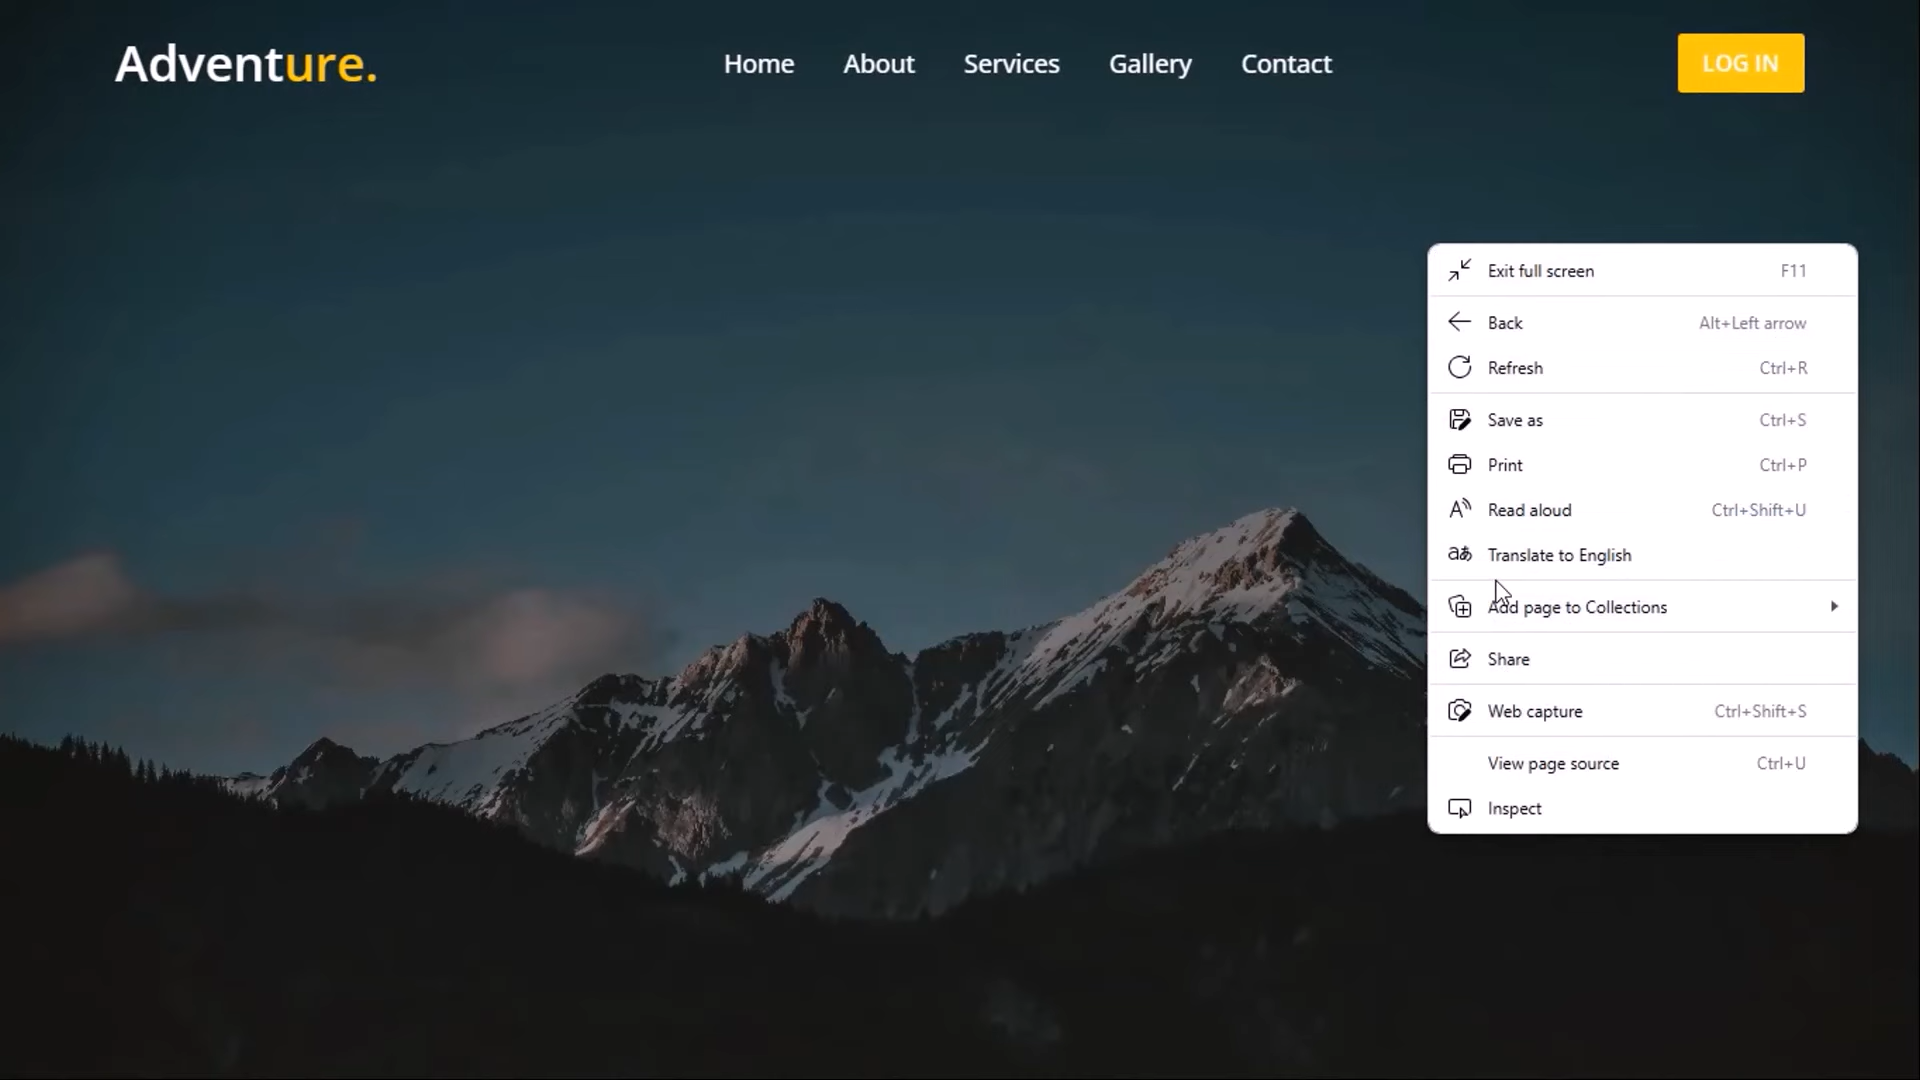 Adventure.
Home
About
Services
Gallery
Contact
LOG IN
Exit full screen F11
Back Alt+Left arrow
Refresh Ctrl+R
Save as Ctrl+S
Print Ctrl+P
Read aloud Ctrl+Shift+U
Translate to English
Add page to Collections
Share
Web capture Ctrl+Shift+S
View page source Ctrl+U
Inspect